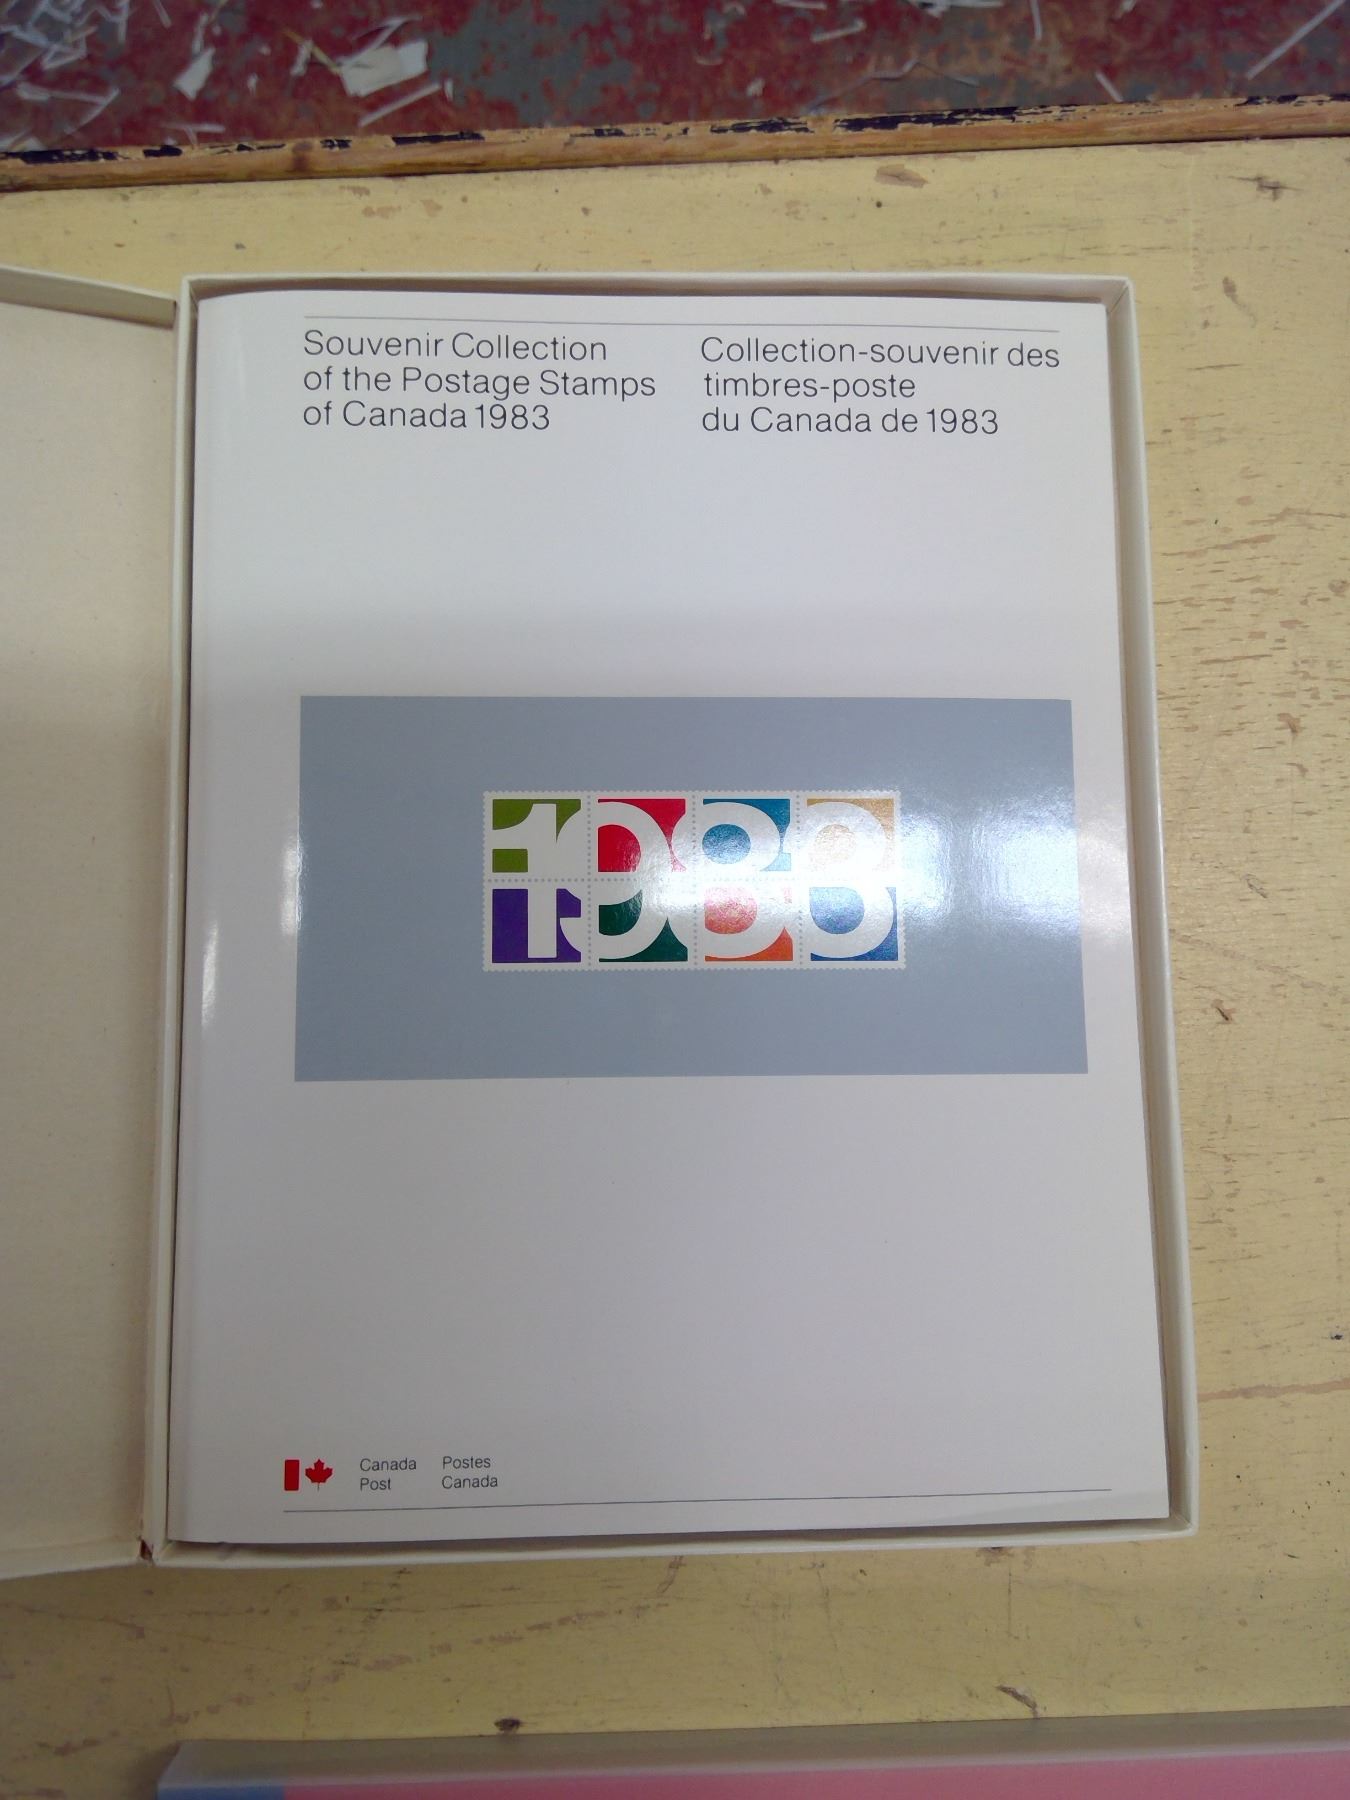 Souvenir Collection
of the Postage Stamps
of Canada 1983
Collection-souvenir des
timbres-poste
du Canada de 1983
1983
Canada
Post
Postes
Canada